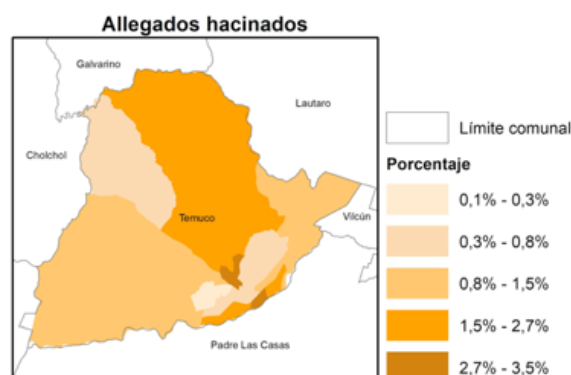 Allegados hacinados
Galvarino
Lautaro
Cholchol
Temuco
Vilcún
Padre Las Casas
Límite comunal
Porcentaje
0,1% - 0,3%
0,3% - 0,8%
0,8% - 1,5%
1,5% - 2,7%
2,7% - 3,5%